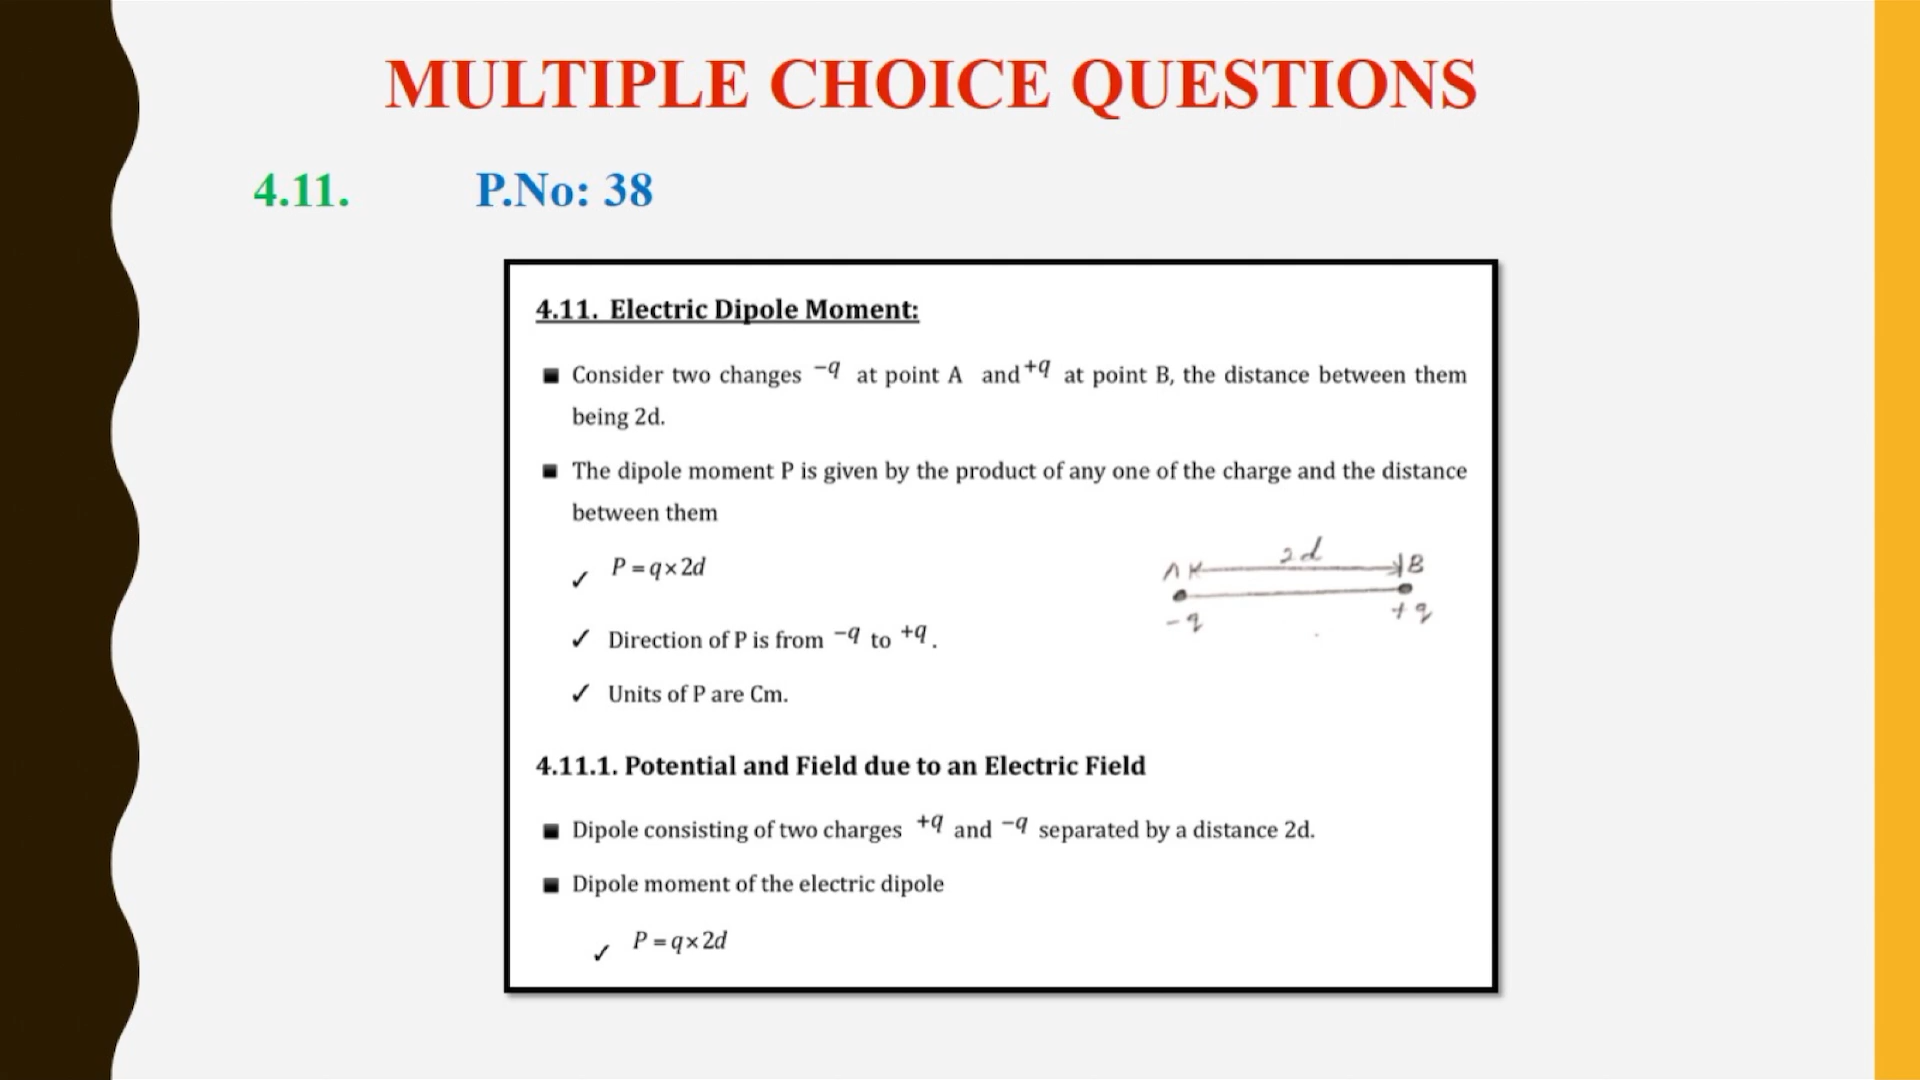 MULTIPLE CHOICE QUESTIONS
4.11. P.No: 38
4.11. Electric Dipole Moment:
Consider two changes −q at point A and +q at point B, the distance between them
being 2d.
The dipole moment P is given by the product of any one of the charge and the distance
between them
✓ P = q × 2d
2d
A B
-q +q
✓ Direction of P is from −q to +q.
✓ Units of P are Cm.
4.11.1. Potential and Field due to an Electric Field
Dipole consisting of two charges +q and −q separated by a distance 2d.
Dipole moment of the electric dipole
✓ P = q × 2d